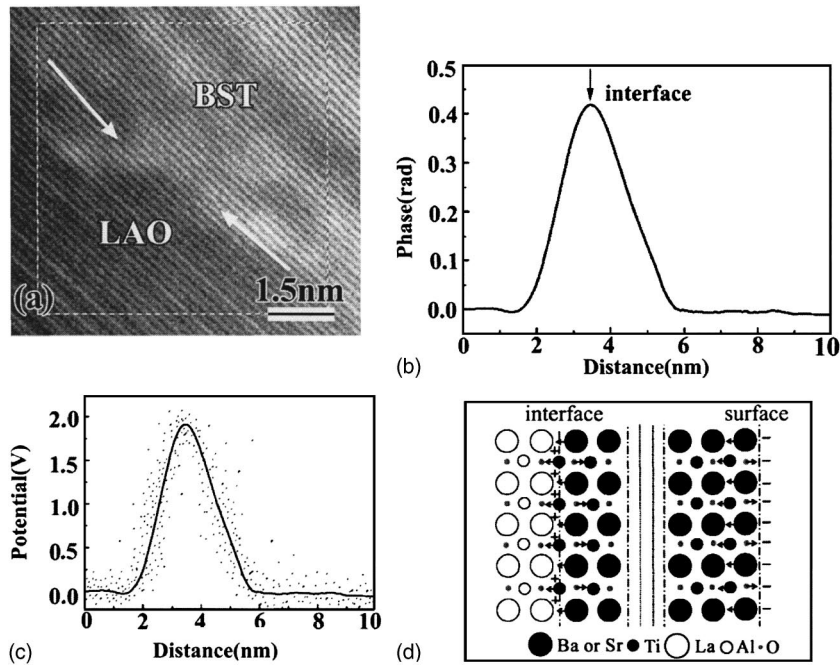 BST
LAO
(a)
1.5nm
0.5
0.4
0.3
0.2
0.1
0.0
Phase(rad)
interface
0 2 4 6 8 10
Distance(nm)
(b)
2.0
1.5
1.0
0.5
0.0
Potential(V)
0 2 4 6 8 10
Distance(nm)
(c)
interface surface
Ba or Sr Ti La Al O
(d)